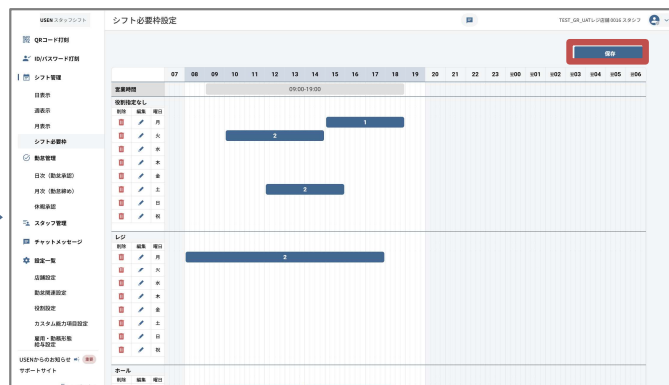 USEN スタッフシフト
シフト必要枠設定
TEST_GR_UATレジ店舗0016 スタッフ
QRコード打刻
ID/パスワード打刻
シフト管理
日表示
週表示
月表示
シフト必要枠
勤怠管理
日次（勤怠承認）
月次（勤怠締め）
休暇承認
スタッフ管理
チャットメッセージ
設定一覧
店舗設定
勤怠関連設定
役割設定
カスタム能力項目設定
雇用・勤務形態
給与設定
USENからのお知らせ 重要
サポートサイト
保存
07 08 09 10 11 12 13 14 15 16 17 18 19 20 21 22 23 翌00 翌01 翌02 翌03 翌04 翌05 翌06
営業時間 09:00-19:00
役割指定なし
削除 編集 曜日
月 1
火 2
水
木
金
土 2
日
祝
レジ
削除 編集 曜日
月 2
火
水
木
金
土
日
祝
ホール
削除 編集 曜日